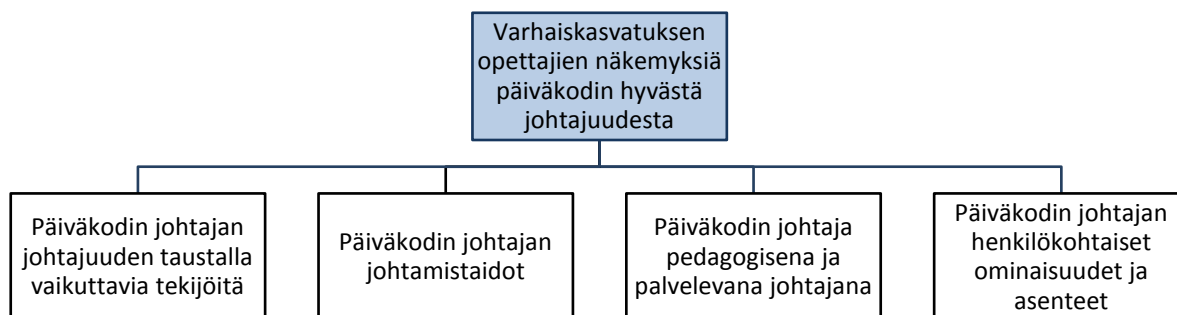 Varhaiskasvatuksen
opettajien näkemyksiä
päiväkodin hyvästä
johtajuudesta
Päiväkodin johtajan
johtajuuden taustalla
vaikuttavia tekijöitä
Päiväkodin johtajan
johtamistaidot
Päiväkodin johtaja
pedagogisena ja
palvelevana johtajana
Päiväkodin johtajan
henkilökohtaiset
ominaisuudet ja
asenteet